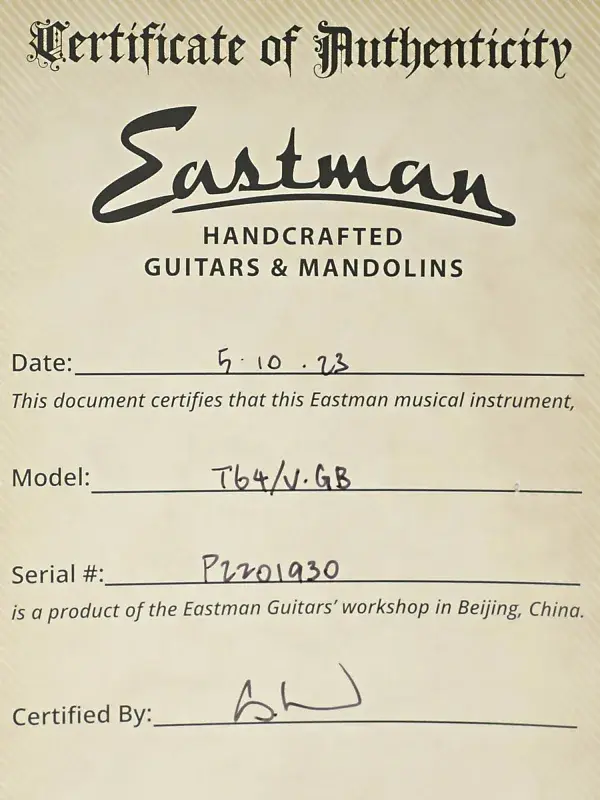 Certificate of Authenticity
Eastman
HANDCRAFTED
GUITARS & MANDOLINS
Date: 5.10.23
This document certifies that this Eastman musical instrument,
Model: T64/V.GB
Serial #: P2201930
is a product of the Eastman Guitars' workshop in Beijing, China.
Certified By: